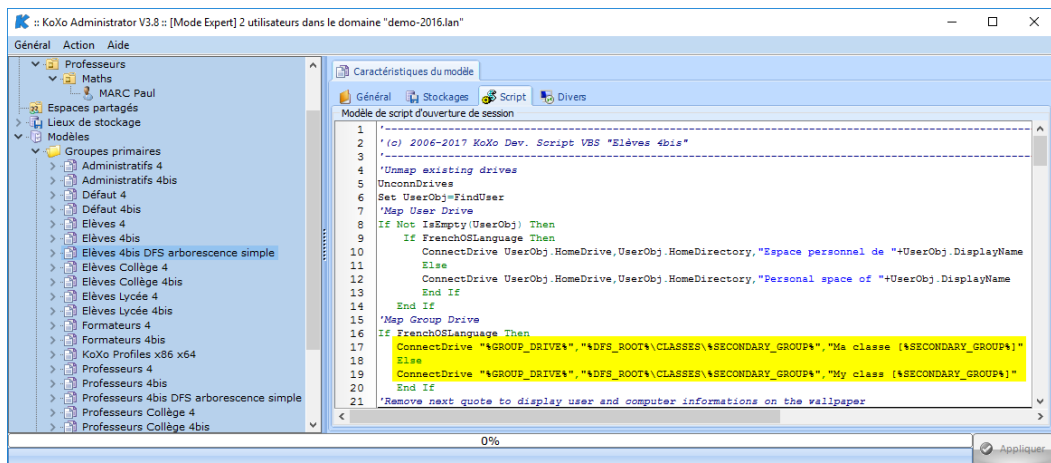 :: KoXo Administrator V3.8 :: [Mode Expert] 2 utilisateurs dans le domaine "demo-2016.lan"
Général Action Aide
Professeurs
Maths
MARC Paul
Espaces partagés
Lieux de stockage
Modèles
Groupes primaires
Administratifs 4
Administratifs 4bis
Défaut 4
Défaut 4bis
Elèves 4
Elèves 4bis
Elèves 4bis DFS arborescence simple
Elèves Collège 4
Elèves Collège 4bis
Elèves Lycée 4
Elèves Lycée 4bis
Formateurs 4
Formateurs 4bis
KoXo Profiles x86 x64
Professeurs 4
Professeurs 4bis
Professeurs 4bis DFS arborescence simple
Professeurs Collège 4
Professeurs Collège 4bis
Caractéristiques du modèle
Général Stockages Script Divers
Modèle de script d'ouverture de session
1 '----------------------------------------------------------------------------------------------------
2 '(c) 2006-2017 KoXo Dev. Script VBS "Elèves 4bis"
3 '----------------------------------------------------------------------------------------------------
4 'Unmap existing drives
5 UnconnDrives
6 Set UserObj=FindUser
7 'Map User Drive
8 If Not IsEmpty(UserObj) Then
9 If FrenchOSLanguage Then
10 ConnectDrive UserObj.HomeDrive,UserObj.HomeDirectory,"Espace personnel de "+UserObj.DisplayName
11 Else
12 ConnectDrive UserObj.HomeDrive,UserObj.HomeDirectory,"Personal space of "+UserObj.DisplayName
13 End If
14 End If
15 'Map Group Drive
16 If FrenchOSLanguage Then
17 ConnectDrive "%GROUP_DRIVE%","%DFS_ROOT%\CLASSES\%SECONDARY_GROUP%","Ma classe [%SECONDARY_GROUP%]"
18 Else
19 ConnectDrive "%GROUP_DRIVE%","%DFS_ROOT%\CLASSES\%SECONDARY_GROUP%","My class [%SECONDARY_GROUP%]"
20 End If
21 'Remove next quote to display user and computer informations on the wallpaper
0%
Appliquer